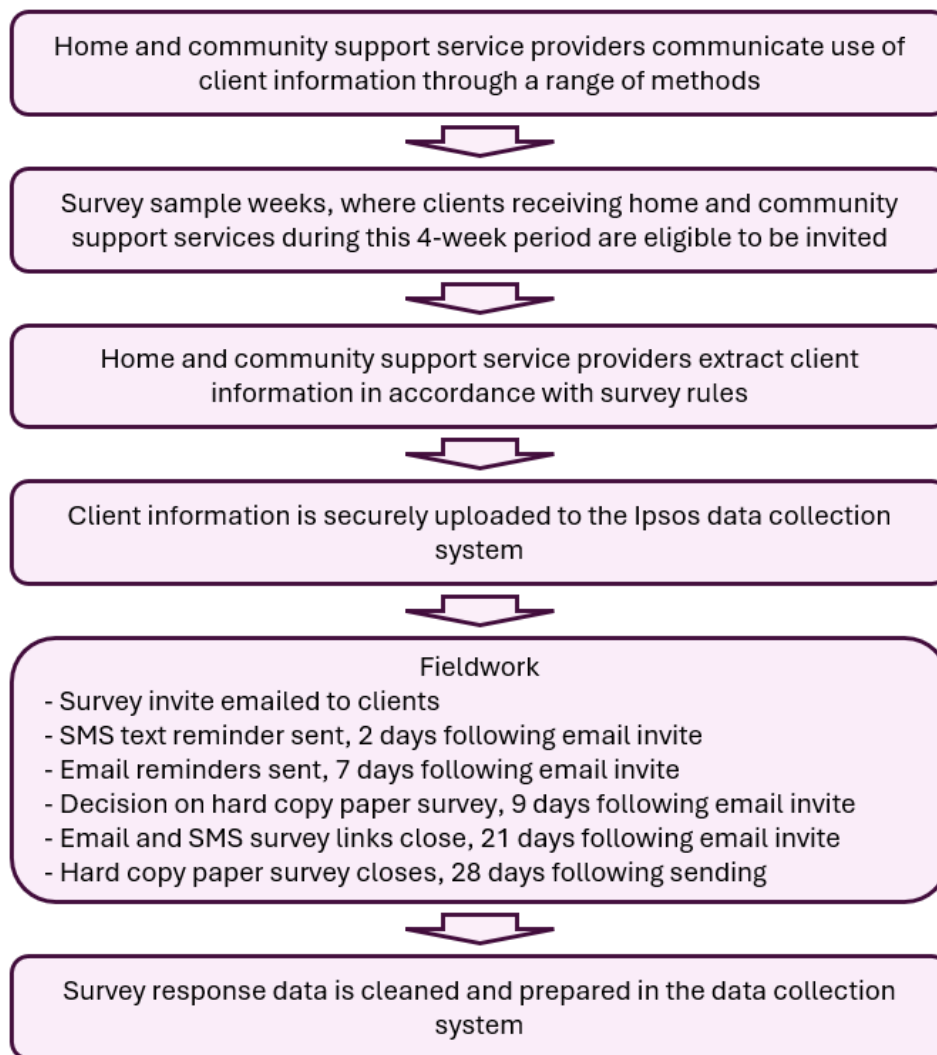 Home and community support service providers communicate use of
client information through a range of methods
Survey sample weeks, where clients receiving home and community
support services during this 4-week period are eligible to be invited
Home and community support service providers extract client
information in accordance with survey rules
Client information is securely uploaded to the Ipsos data collection
system
Fieldwork
- Survey invite emailed to clients
- SMS text reminder sent, 2 days following email invite
- Email reminders sent, 7 days following email invite
- Decision on hard copy paper survey, 9 days following email invite
- Email and SMS survey links close, 21 days following email invite
- Hard copy paper survey closes, 28 days following sending
Survey response data is cleaned and prepared in the data collection
system